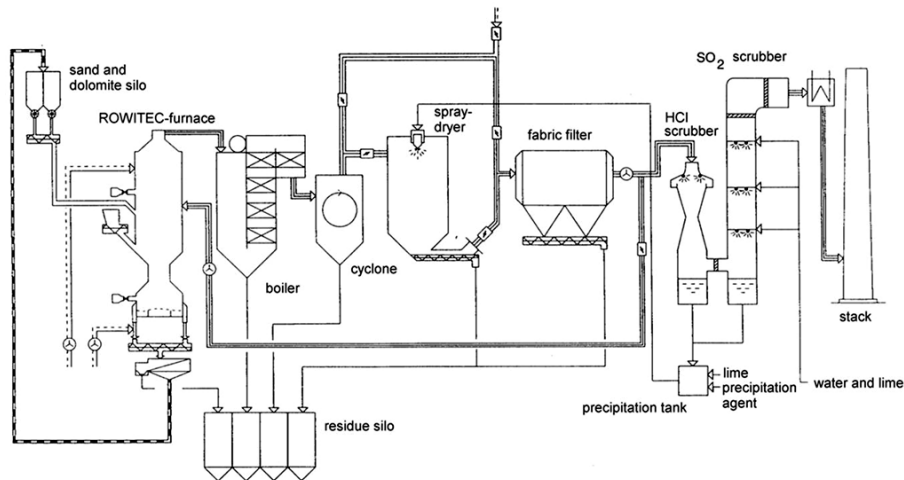 SO2 scrubber
sand and
dolomite silo
ROWITEC-furnace
spray-
dryer
fabric filter
HCl
scrubber
cyclone
boiler
stack
lime
precipitation
agent
water and lime
precipitation tank
residue silo